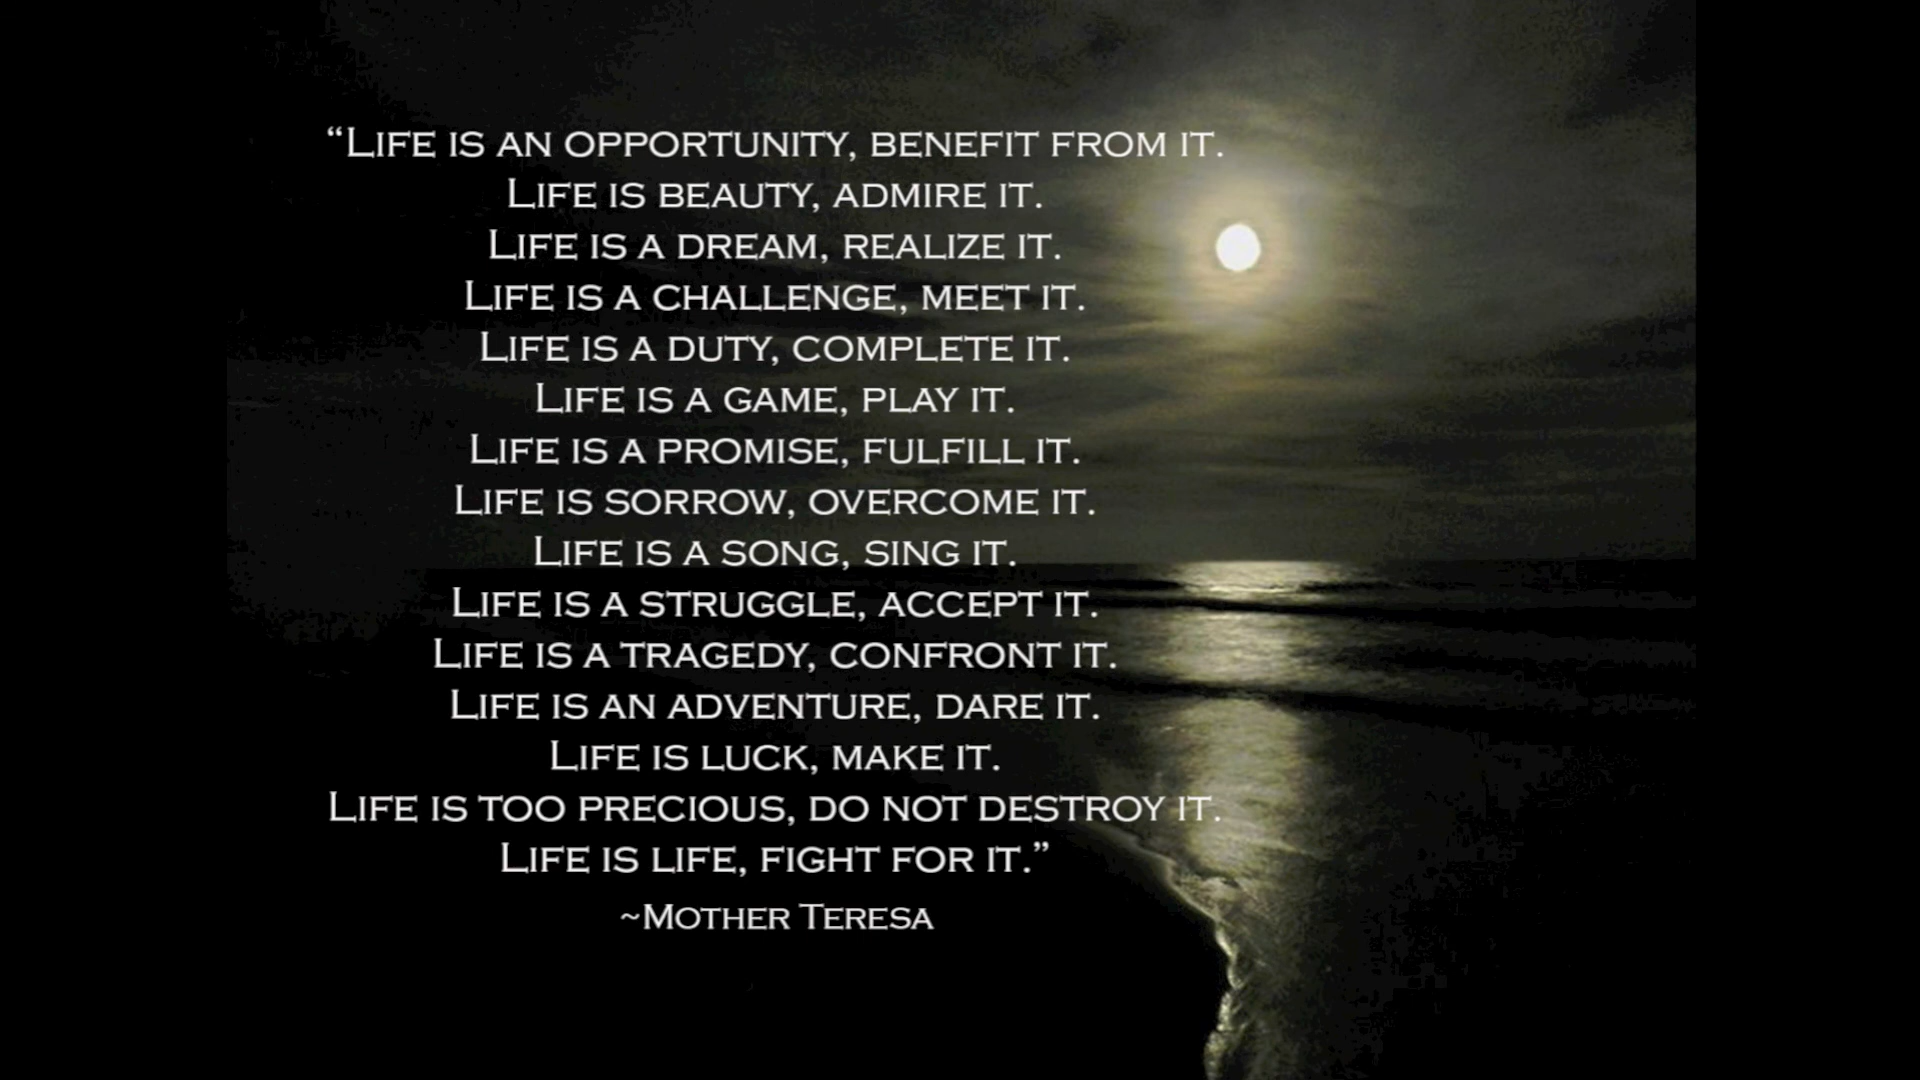 “Life is an opportunity, benefit from it.
Life is beauty, admire it.
Life is a dream, realize it.
Life is a challenge, meet it.
Life is a duty, complete it.
Life is a game, play it.
Life is a promise, fulfill it.
Life is sorrow, overcome it.
Life is a song, sing it.
Life is a struggle, accept it.
Life is a tragedy, confront it.
Life is an adventure, dare it.
Life is luck, make it.
Life is too precious, do not destroy it.
Life is life, fight for it.”
~Mother Teresa